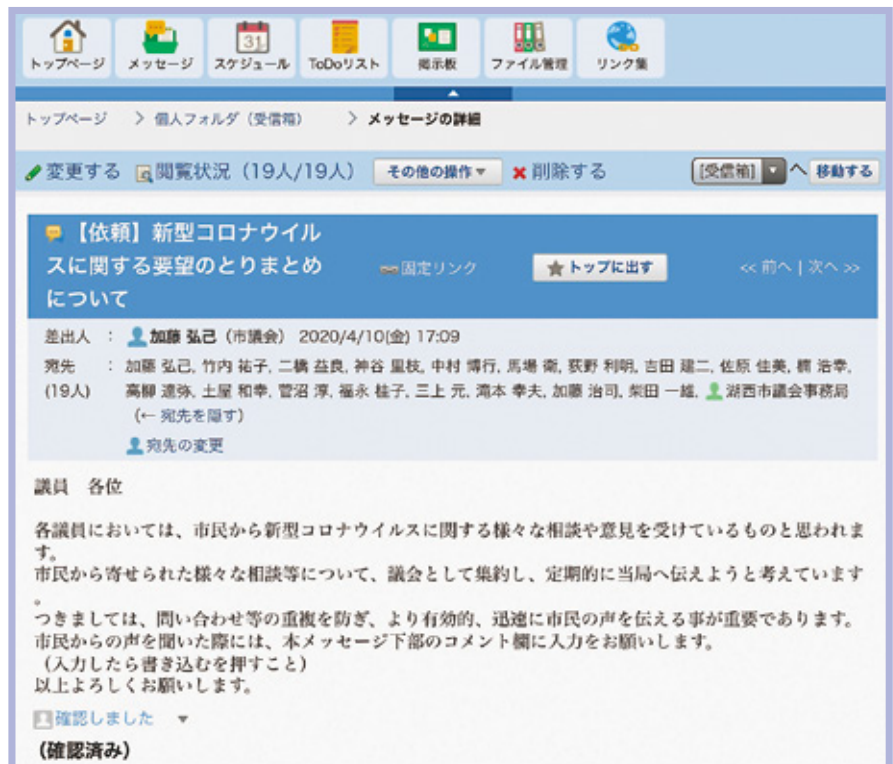 トップページ メッセージ スケジュール ToDoリスト 掲示板 ファイル管理 リンク集
31
トップページ > 個人フォルダ（受信箱） > メッセージの詳細
変更する 閲覧状況（19人/19人） その他の操作▼ 削除する [受信箱] へ 移動する
【依頼】新型コロナウイル
スに関する要望のとりまとめ
について
固定リンク ★トップに出す << 前へ | 次へ >>
差出人 ： 加藤 弘己（市議会） 2020/4/10(金) 17:09
宛先 ： 加藤 弘己, 竹内 祐子, 二橋 益良, 神谷 里枝, 中村 博行, 馬場 衛, 荻野 利明, 吉田 建二, 佐原 佳美, 楠 浩幸,
(19人) 高柳 達弥, 土屋 和幸, 菅沼 淳, 福永 桂子, 三上 元, 滝本 幸夫, 加藤 治司, 柴田 一雄, 湖西市議会事務局
（← 宛先を隠す）
宛先の変更
議員　各位
各議員においては、市民から新型コロナウイルスに関する様々な相談や意見を受けているものと思われま
す。
市民から寄せられた様々な相談等について、議会として集約し、定期的に当局へ伝えようと考えています
。
つきましては、問い合わせ等の重複を防ぎ、より有効的、迅速に市民の声を伝える事が重要であります。
市民からの声を聞いた際には、本メッセージ下部のコメント欄に入力をお願いします。
（入力したら書き込むを押すこと）
以上よろしくお願いします。
確認しました ▼
（確認済み）